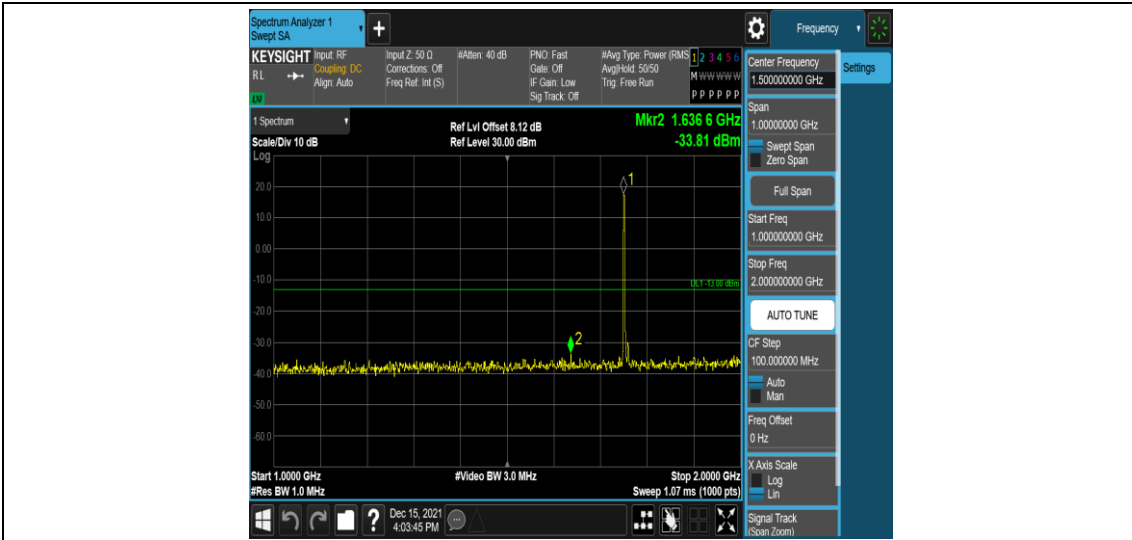 Spectrum Analyzer 1
Swept SA
+
Frequency
KEYSIGHT
RL
Input: RF
Coupling: DC
Align: Auto
Input Z: 50 Ω
Corrections: Off
Freq Ref: Int (S)
#Atten: 40 dB
PNO: Fast
Gate: Off
IF Gain: Low
Sig Track: Off
#Avg Type: Power (RMS
Avg|Hold: 50/50
Trig: Free Run
1 2 3 4 5 6
M W W W W W
P P P P P P
1 Spectrum
Scale/Div 10 dB
Log
Ref Lvl Offset 8.12 dB
Ref Level 30.00 dBm
Mkr2 1.636 6 GHz
-33.81 dBm
1
20.0
10.0
0.00
-10.0
DL1 -13.00 dBm
-20.0
-30.0
2
-40.0
-50.0
-60.0
Start 1.0000 GHz
#Res BW 1.0 MHz
#Video BW 3.0 MHz
Stop 2.0000 GHz
Sweep 1.07 ms (1000 pts)
Center Frequency
1.500000000 GHz
Settings
Span
1.00000000 GHz
Swept Span
Zero Span
Full Span
Start Freq
1.000000000 GHz
Stop Freq
2.000000000 GHz
AUTO TUNE
CF Step
100.000000 MHz
Auto
Man
Freq Offset
0 Hz
X Axis Scale
Log
Lin
Signal Track
(Span Zoom)
?
Dec 15, 2021
4:03:45 PM